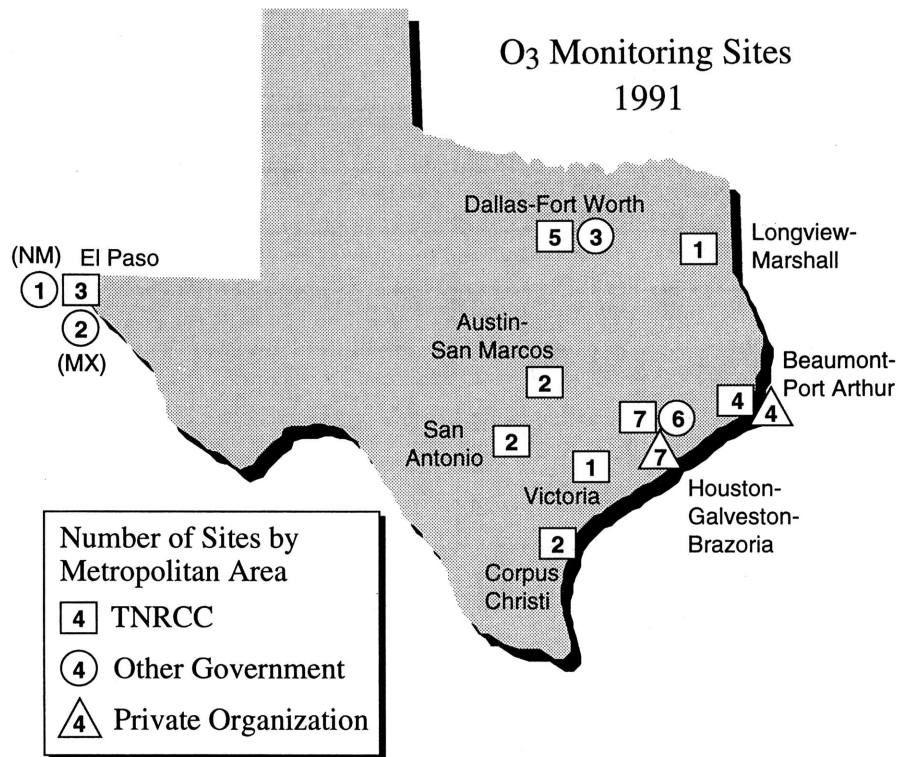 O3 Monitoring Sites
1991
Dallas-Fort Worth
5 3
1
Longview-
Marshall
(NM) El Paso
1 3
2
(MX)
Austin-
San Marcos
2
Beaumont-
Port Arthur
4 4
7 6
7
San
Antonio
2
1
Victoria
Houston-
Galveston-
Brazoria
2
Corpus
Christi
Number of Sites by
Metropolitan Area
4 TNRCC
4 Other Government
4 Private Organization